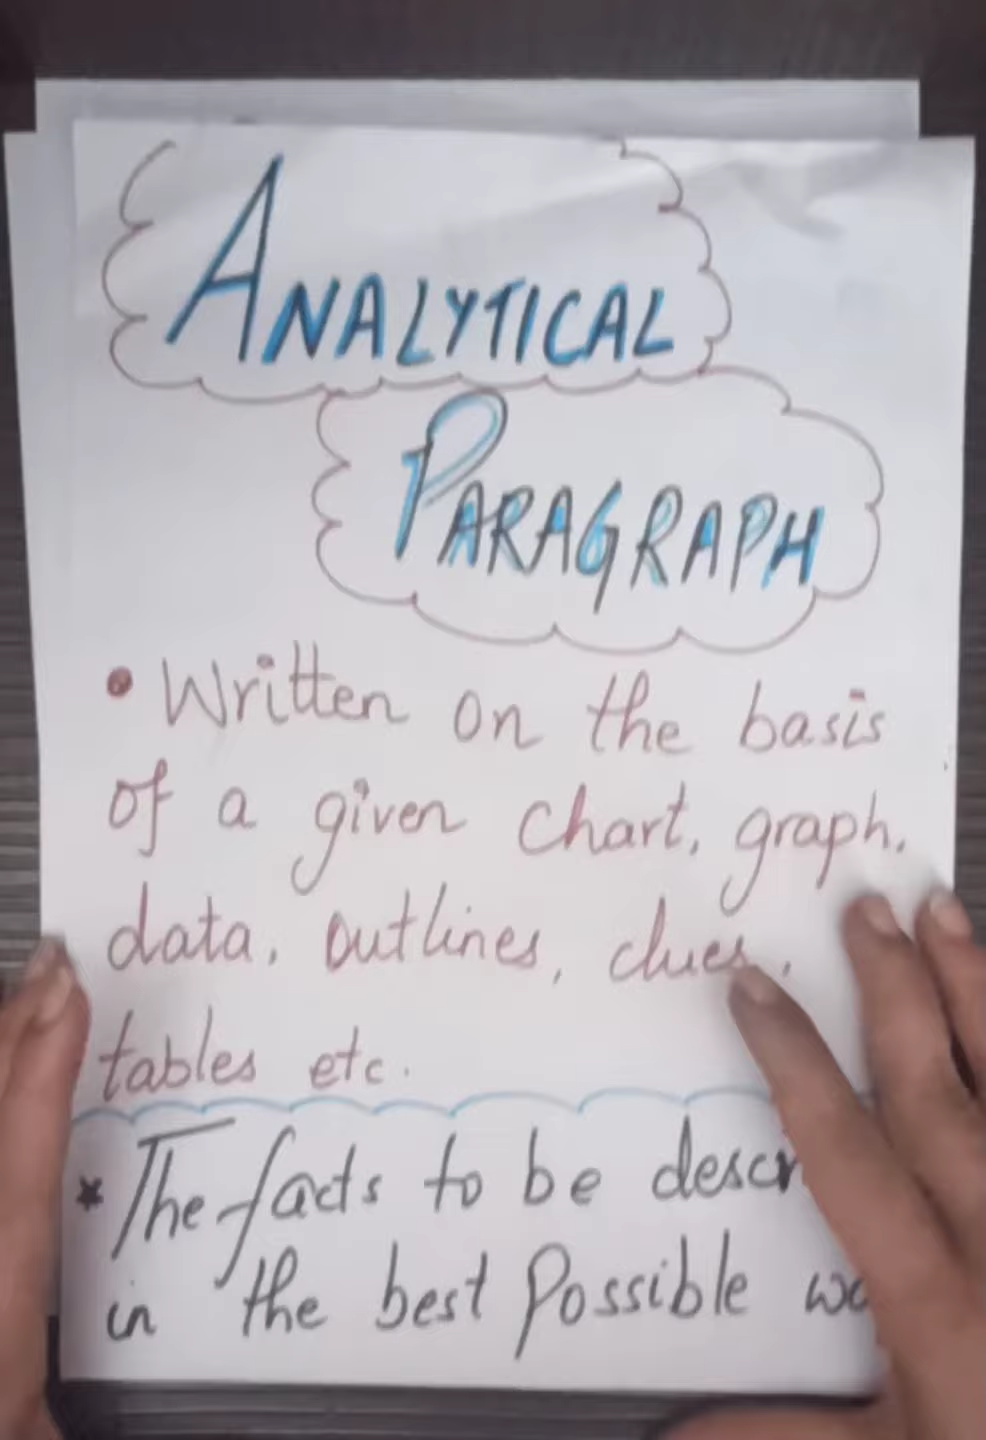 ANALYTICAL
PARAGRAPH
• Written on the basis
of a given chart, graph,
data, outlines, clues,
tables etc.
* The facts to be
in the best Possible